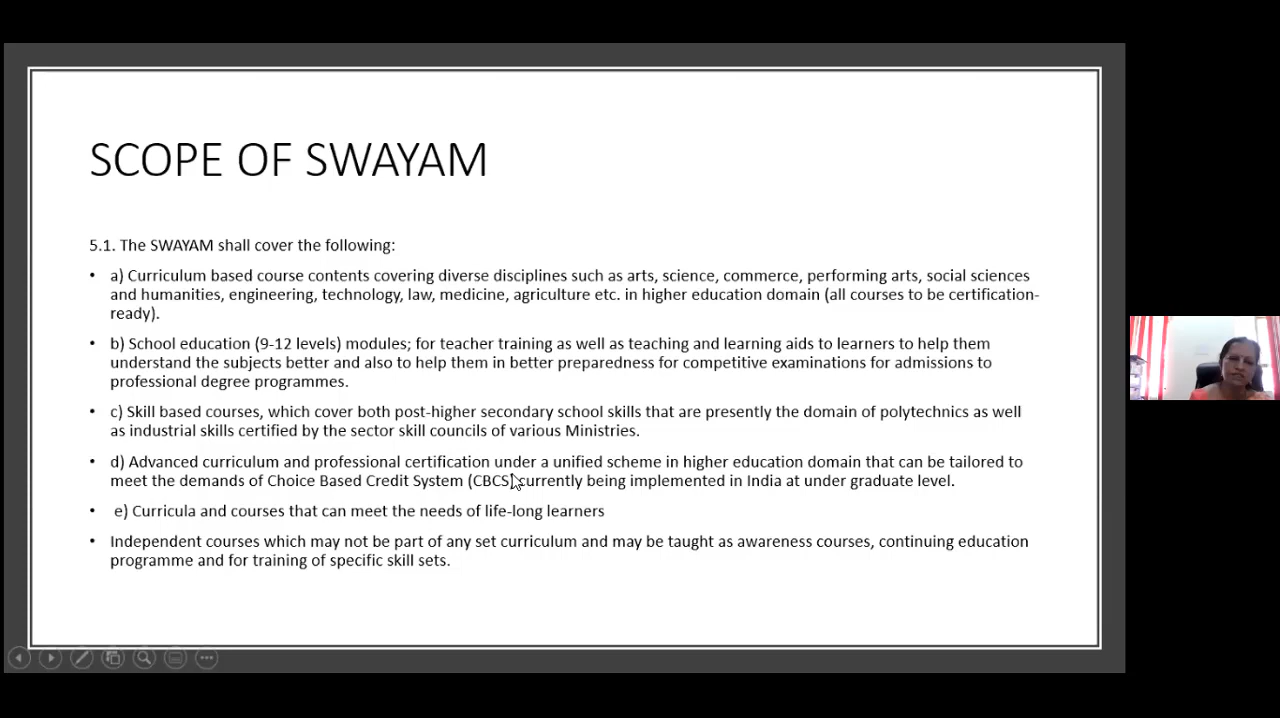 SCOPE OF SWAYAM
5.1. The SWAYAM shall cover the following:
• a) Curriculum based course contents covering diverse disciplines such as arts, science, commerce, performing arts, social sciences
and humanities, engineering, technology, law, medicine, agriculture etc. in higher education domain (all courses to be certification-
ready).
• b) School education (9-12 levels) modules; for teacher training as well as teaching and learning aids to learners to help them
understand the subjects better and also to help them in better preparedness for competitive examinations for admissions to
professional degree programmes.
• c) Skill based courses, which cover both post-higher secondary school skills that are presently the domain of polytechnics as well
as industrial skills certified by the sector skill councils of various Ministries.
• d) Advanced curriculum and professional certification under a unified scheme in higher education domain that can be tailored to
meet the demands of Choice Based Credit System (CBCS) currently being implemented in India at under graduate level.
• e) Curricula and courses that can meet the needs of life-long learners
• Independent courses which may not be part of any set curriculum and may be taught as awareness courses, continuing education
programme and for training of specific skill sets.